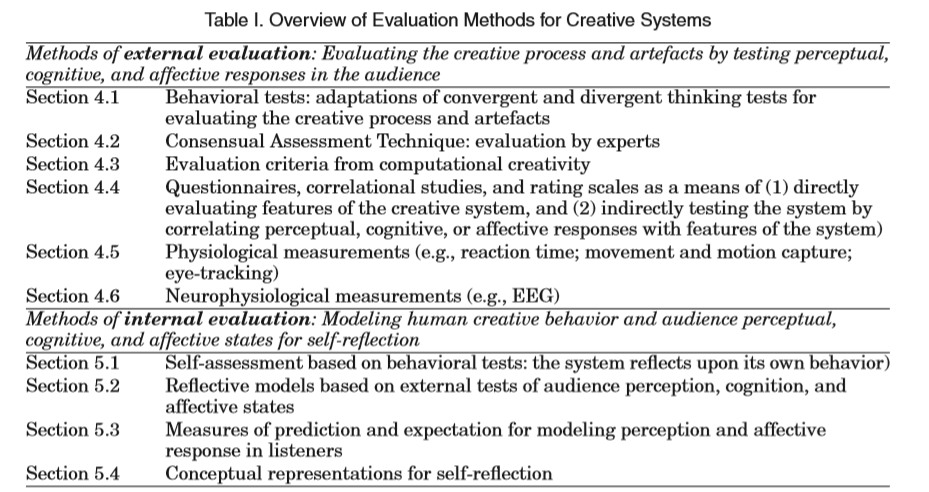 Table I. Overview of Evaluation Methods for Creative Systems
Methods of external evaluation: Evaluating the creative process and artefacts by testing perceptual,
cognitive, and affective responses in the audience
Section 4.1 Behavioral tests: adaptations of convergent and divergent thinking tests for
evaluating the creative process and artefacts
Section 4.2 Consensual Assessment Technique: evaluation by experts
Section 4.3 Evaluation criteria from computational creativity
Section 4.4 Questionnaires, correlational studies, and rating scales as a means of (1) directly
evaluating features of the creative system, and (2) indirectly testing the system by
correlating perceptual, cognitive, or affective responses with features of the system)
Section 4.5 Physiological measurements (e.g., reaction time; movement and motion capture;
eye-tracking)
Section 4.6 Neurophysiological measurements (e.g., EEG)
Methods of internal evaluation: Modeling human creative behavior and audience perceptual,
cognitive, and affective states for self-reflection
Section 5.1 Self-assessment based on behavioral tests: the system reflects upon its own behavior)
Section 5.2 Reflective models based on external tests of audience perception, cognition, and
affective states
Section 5.3 Measures of prediction and expectation for modeling perception and affective
response in listeners
Section 5.4 Conceptual representations for self-reflection